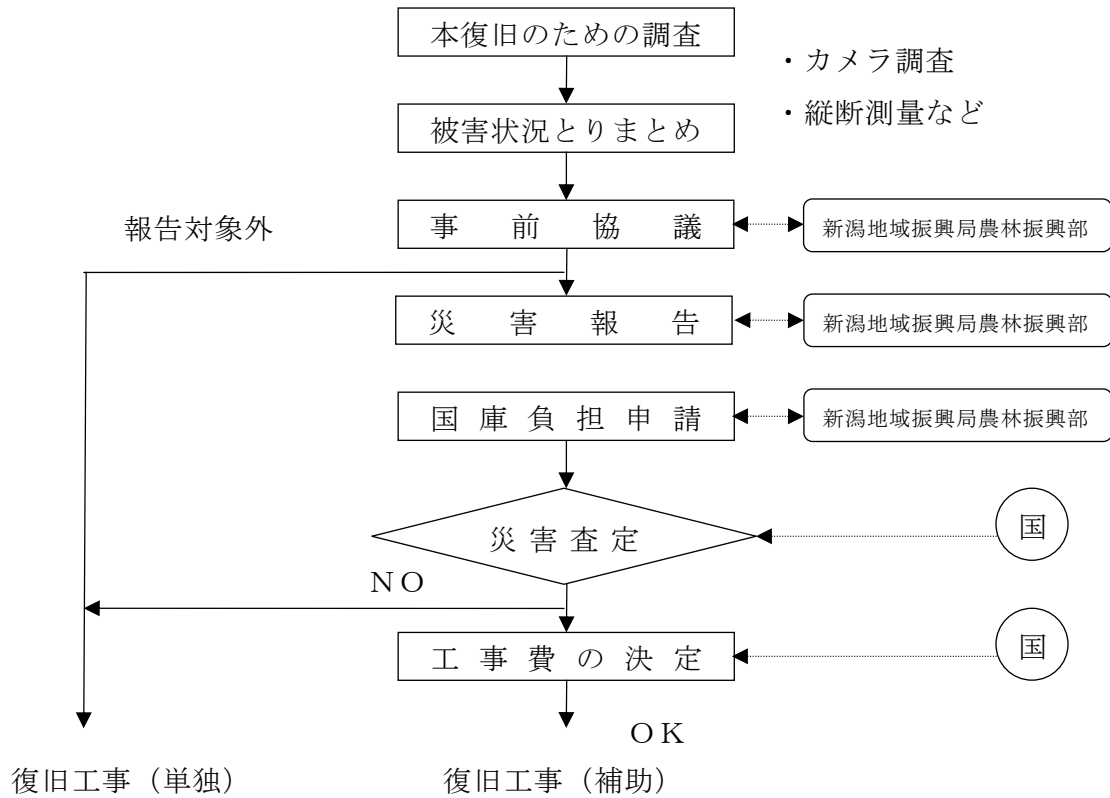 本復旧のための調査
・カメラ調査
・縦断測量など
被害状況とりまとめ
事前協議
新潟地域振興局農林振興部
報告対象外
災害報告
新潟地域振興局農林振興部
国庫負担申請
新潟地域振興局農林振興部
災害査定
国
NO
工事費の決定
国
OK
復旧工事（単独）
復旧工事（補助）